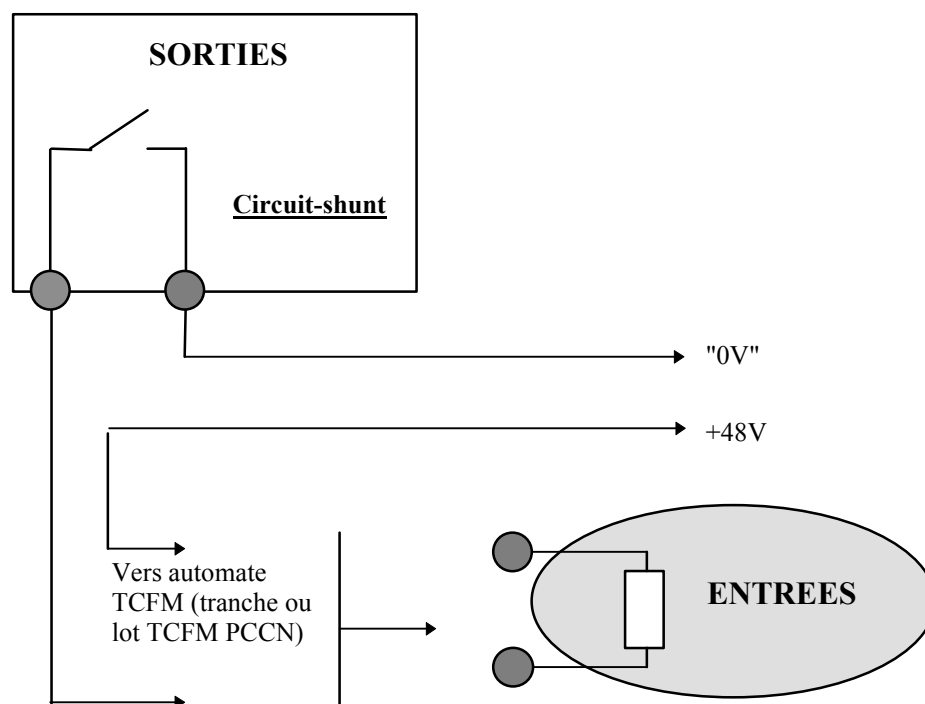 SORTIES
Circuit-shunt
"0V"
+48V
Vers automate
TCFM (tranche ou
lot TCFM PCCN)
ENTREES